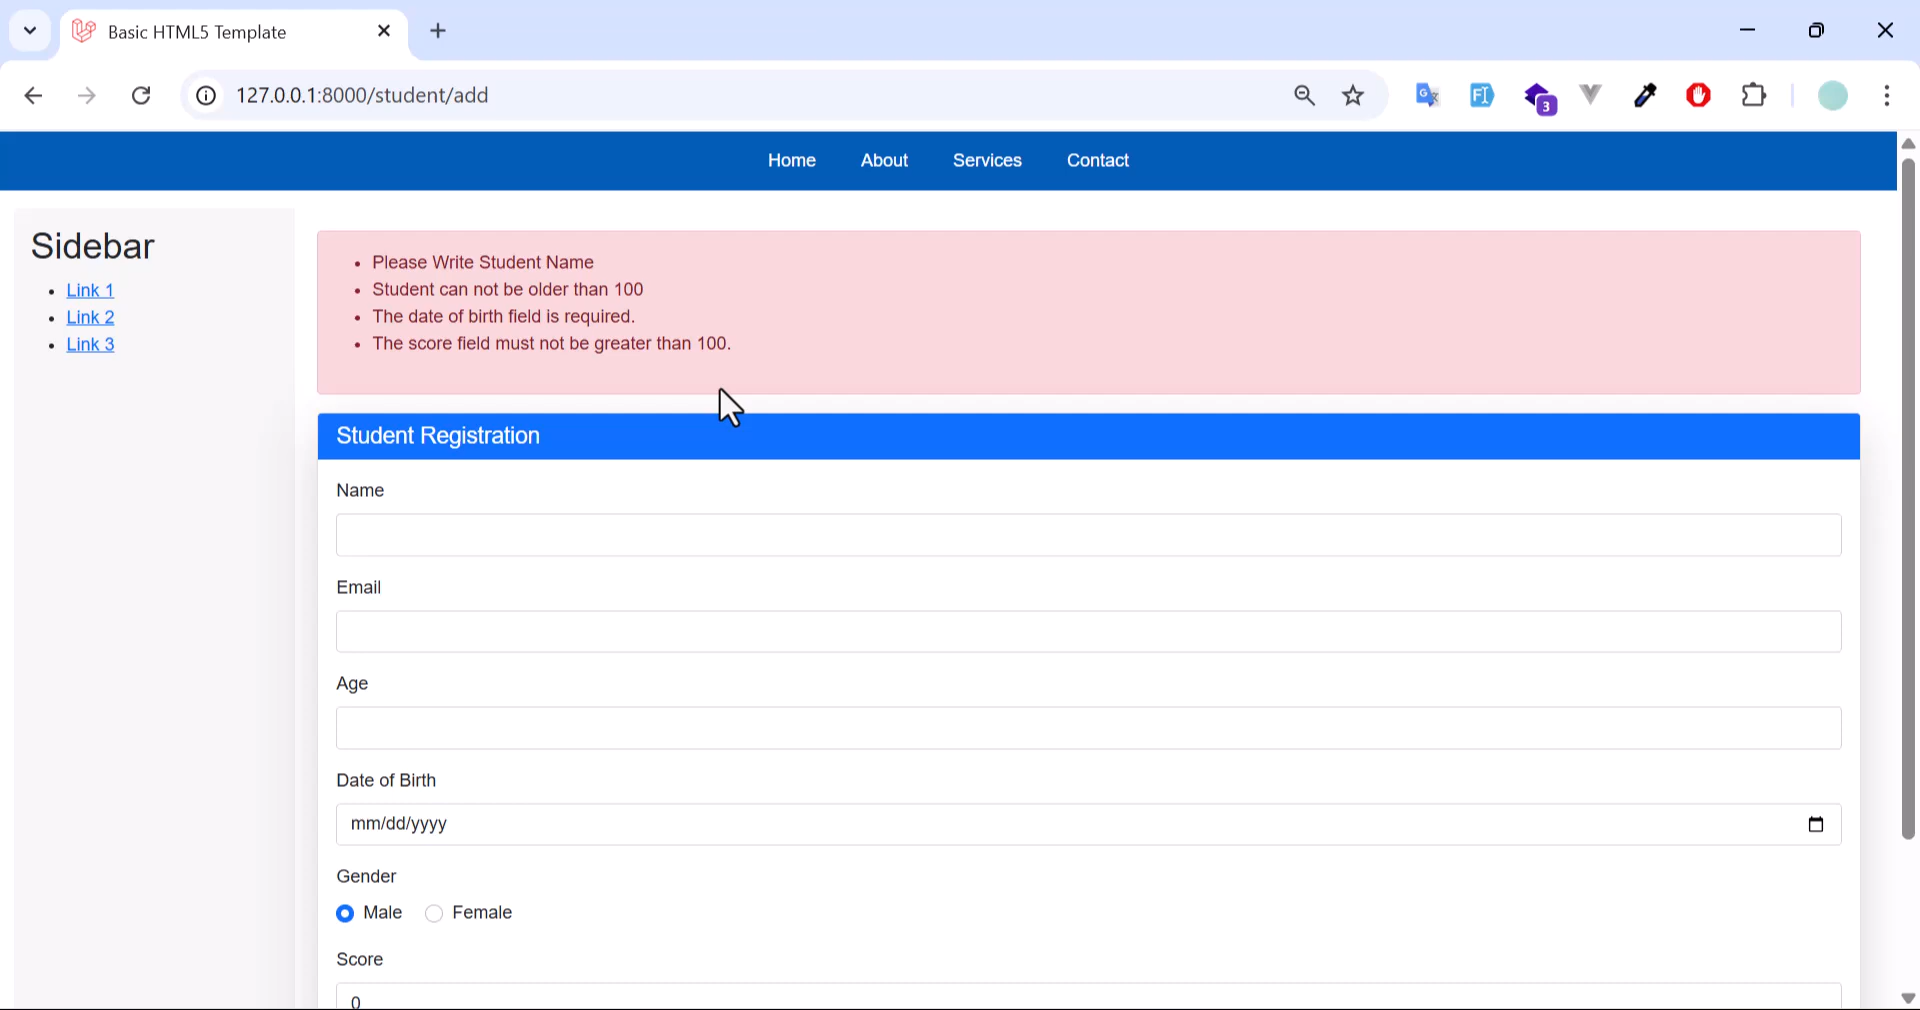 Basic HTML5 Template
127.0.0.1:8000/student/add
3
Home About Services Contact
Sidebar
Link 1
Link 2
Link 3
Please Write Student Name
Student can not be older than 100
The date of birth field is required.
The score field must not be greater than 100.
Student Registration
Name
Email
Age
Date of Birth
mm/dd/yyyy
Gender
Male Female
Score
0